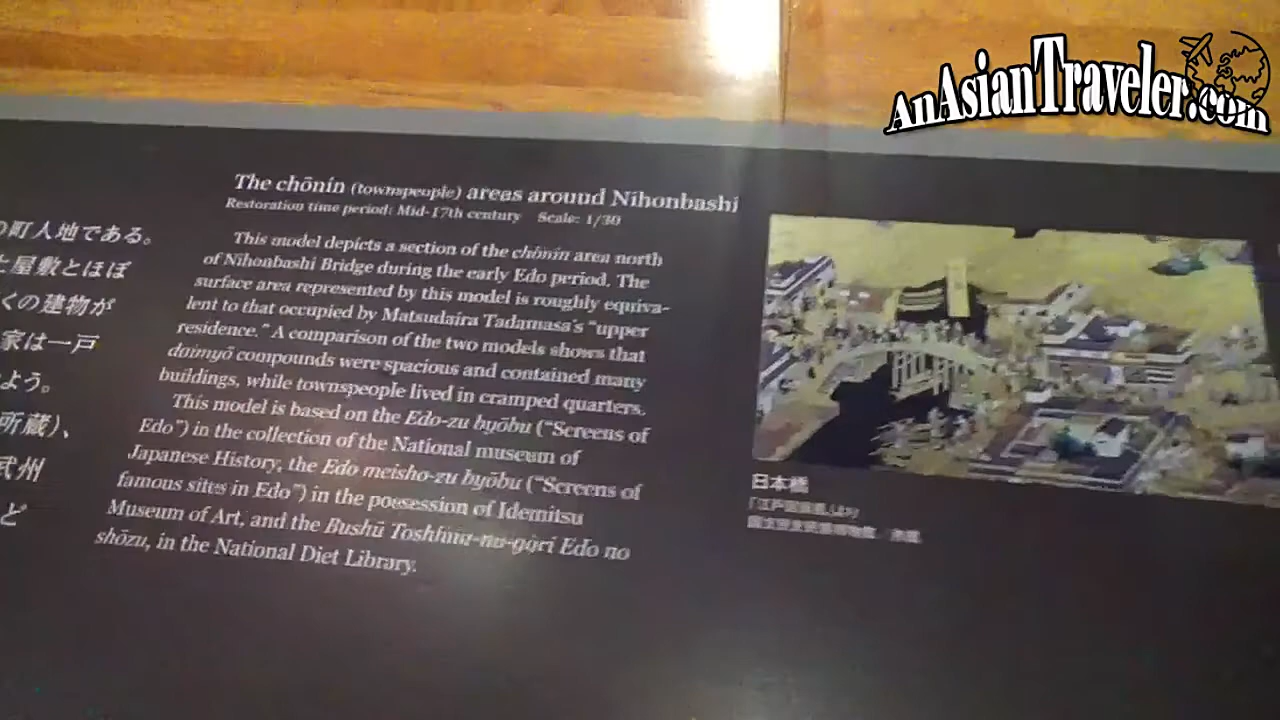 AnAsianTraveler.com
の町人地である。
と屋敷とほぼ
くの建物が
家は一戸
よう。
所蔵)、
武州
ど
The chōnin (townspeople) areas around Nihonbashi
Restoration time period: Mid-17th century Scale: 1/30
This model depicts a section of the chōnin area north
of Nihonbashi Bridge during the early Edo period. The
surface area represented by this model is roughly equiva-
lent to that occupied by Matsudaira Tadamasa's "upper
residence." A comparison of the two models shows that
daimyō compounds were spacious and contained many
buildings, while townspeople lived in cramped quarters.
This model is based on the Edo-zu byōbu ("Screens of
Edo") in the collection of the National museum of
Japanese History, the Edo meisho-zu byōbu ("Screens of
famous sites in Edo") in the possession of Idemitsu
Museum of Art, and the Bushū Toshima-no-gōri Edo no
shōzu, in the National Diet Library.
日本橋